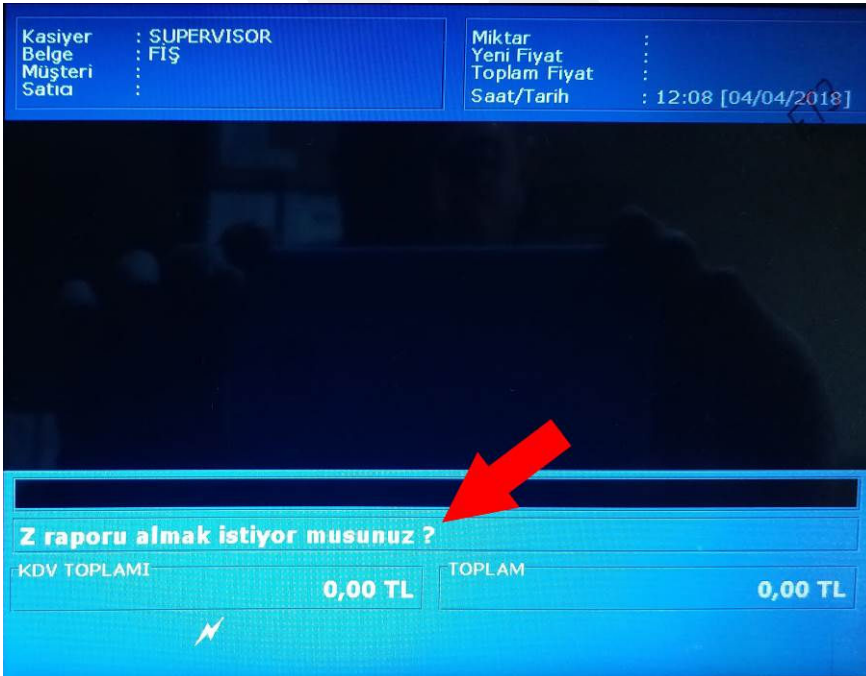 Kasiyer : SUPERVISOR
Belge : FİŞ
Müşteri :
Satıcı :
Miktar :
Yeni Fiyat :
Toplam Fiyat :
Saat/Tarih : 12:08 [04/04/2018]
Z raporu almak istiyor musunuz ?
KDV TOPLAMI
0,00 TL
TOPLAM
0,00 TL